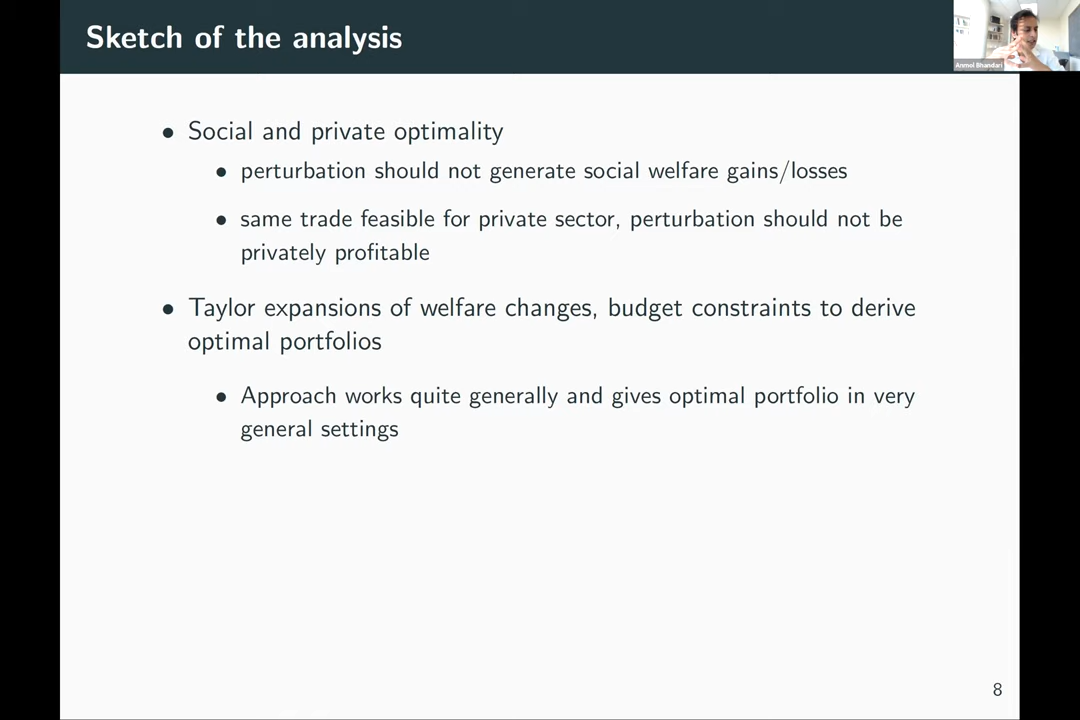 Sketch of the analysis
Anmol Bhandari
• Social and private optimality
• perturbation should not generate social welfare gains/losses
• same trade feasible for private sector, perturbation should not be
privately profitable
• Taylor expansions of welfare changes, budget constraints to derive
optimal portfolios
• Approach works quite generally and gives optimal portfolio in very
general settings
8